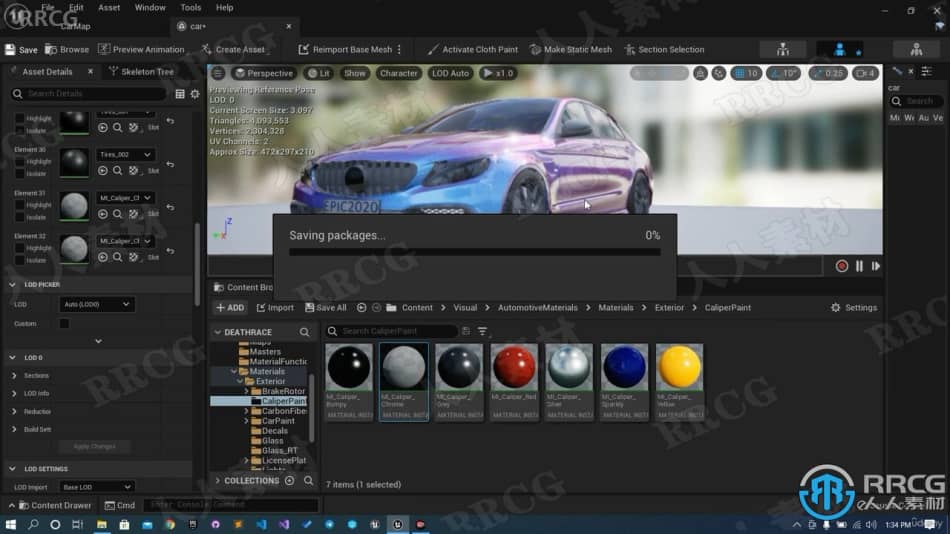 File Edit Asset Window Tools Help
RRCG
CarMap
car•
Save Browse Preview Animation Create Asset Reimport Base Mesh Activate Cloth Paint Make Static Mesh Section Selection
Asset Details Skeleton Tree
Search Details
Perspective Lit Show Character LOD Auto x1.0
10 10° 0.25 4
car
Search
Previewing Reference Pose
LOD: 0
Current Screen Size: 3.097
Triangles: 4,093,553
Vertices: 2,304,328
UV Channels: 2
Approx Size: 472x297x210
Highlight
Isolate
Slot
Element 30
Tires_002
Highlight
Isolate
Slot
Element 31
MI_Caliper_Cl
Highlight
Isolate
Slot
Element 32
MI_Caliper_Cl
Highlight
Isolate
Slot
EPIC2020
Z
X
Saving packages...
0%
LOD PICKER
LOD
Auto (LOD0)
Custom
LOD 0
Sections
LOD Info
Build Sett
Apply Changes
LOD SETTINGS
LOD Import
Base LOD
Content Bro
ADD Import Save All Content Visual AutomotiveMaterials Materials Exterior CaliperPaint Settings
DEATHRACE
Search CaliperPaint
Maps
Masters
MaterialFunctio
Materials
Exterior
BrakeRotor
CaliperPaint
CarbonFiber
CarPaint
Decals
Glass
Glass_RT
LicensePlat
Lights
COLLECTIONS
MI_Caliper_Bumpy
MATERIAL INSTA
MI_Caliper_Chrome
MATERIAL INSTA
MI_Caliper_Grey
MATERIAL INSTA
MI_Caliper_Red
MATERIAL INSTA
MI_Caliper_Silver
MATERIAL INSTA
MI_Caliper_Sparkly
MATERIAL INSTA
MI_Caliper_Yellow
MATERIAL INSTA
7 items (1 selected)
Content Drawer Cmd Enter Console Command
RRCG
人人素材
1:34 PM
Udemy